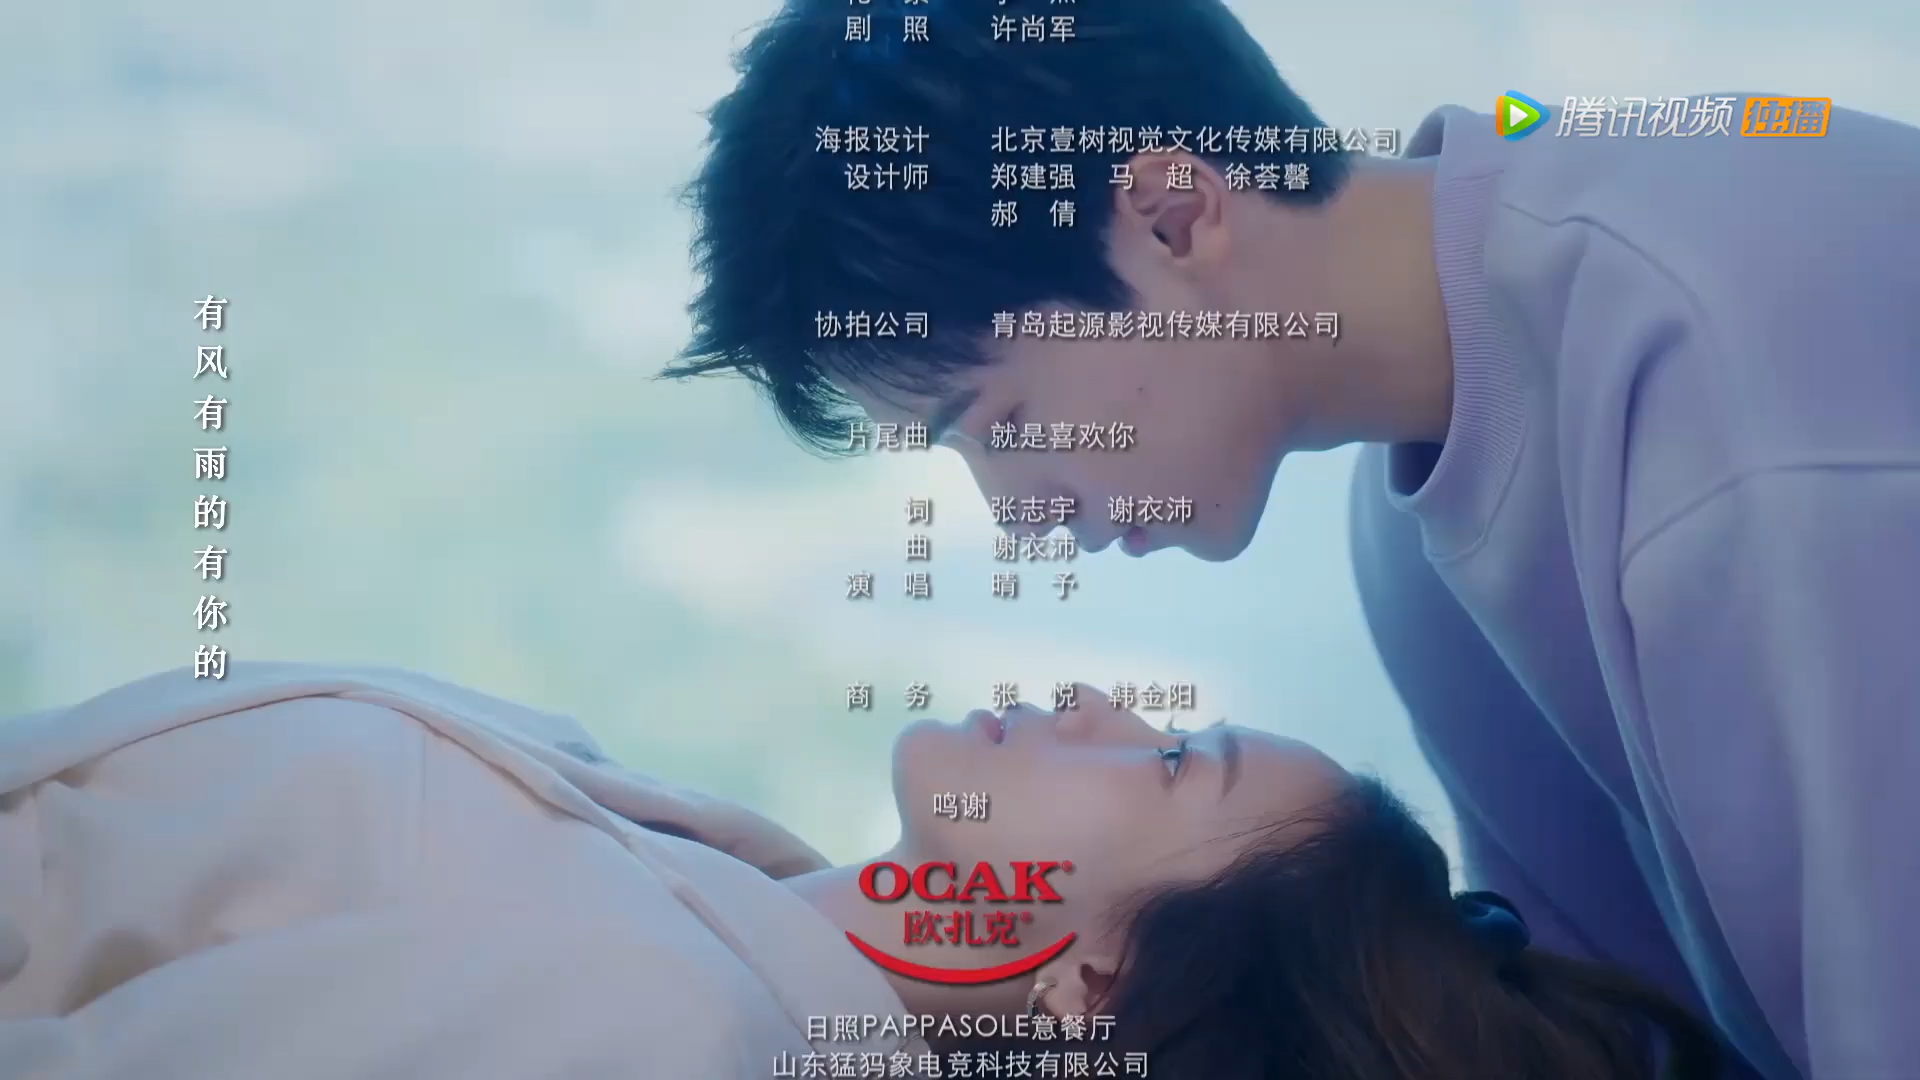 剧 照 许尚军
腾讯视频 独播
海报设计 北京壹树视觉文化传媒有限公司
设计师 郑建强 马 超 徐荟馨
郝 倩
协拍公司 青岛起源影视传媒有限公司
片尾曲 就是喜欢你
词 张志宇 谢衣沛
曲 谢衣沛
演 唱 晴 予
商 务 张 悦 韩金阳
鸣谢
OCAK®
欧扎克®
日照PAPPASOLE意餐厅
山东猛犸象电竞科技有限公司
有风有雨的有你的